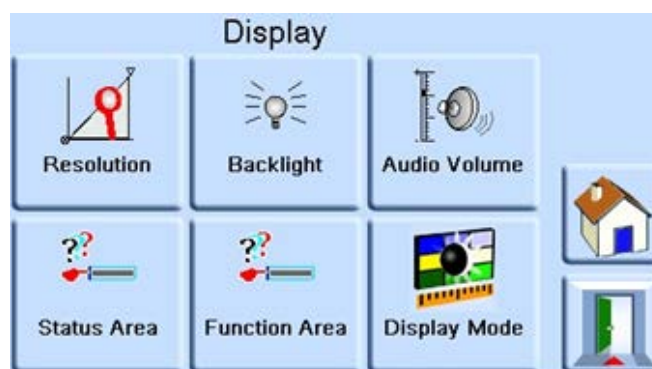 Display
Resolution
Backlight
Audio Volume
??
Status Area
??
Function Area
Display Mode